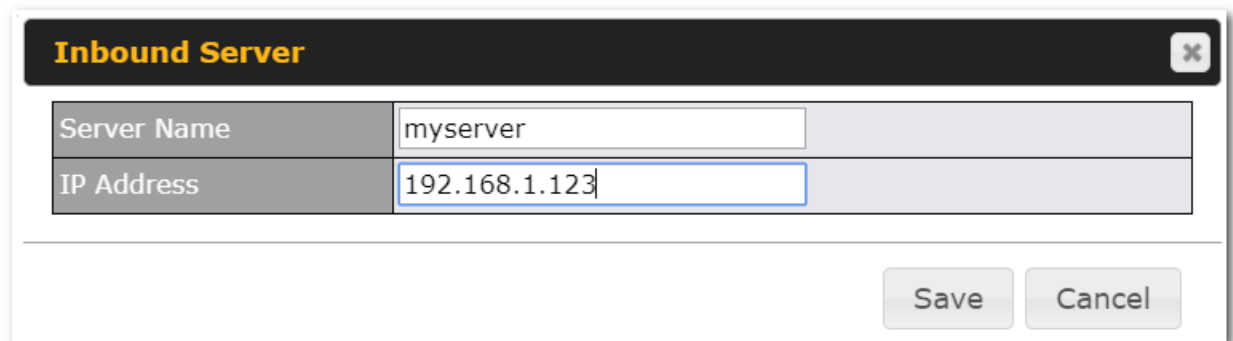 Inbound Server
Server Name myserver
IP Address 192.168.1.123
Save Cancel